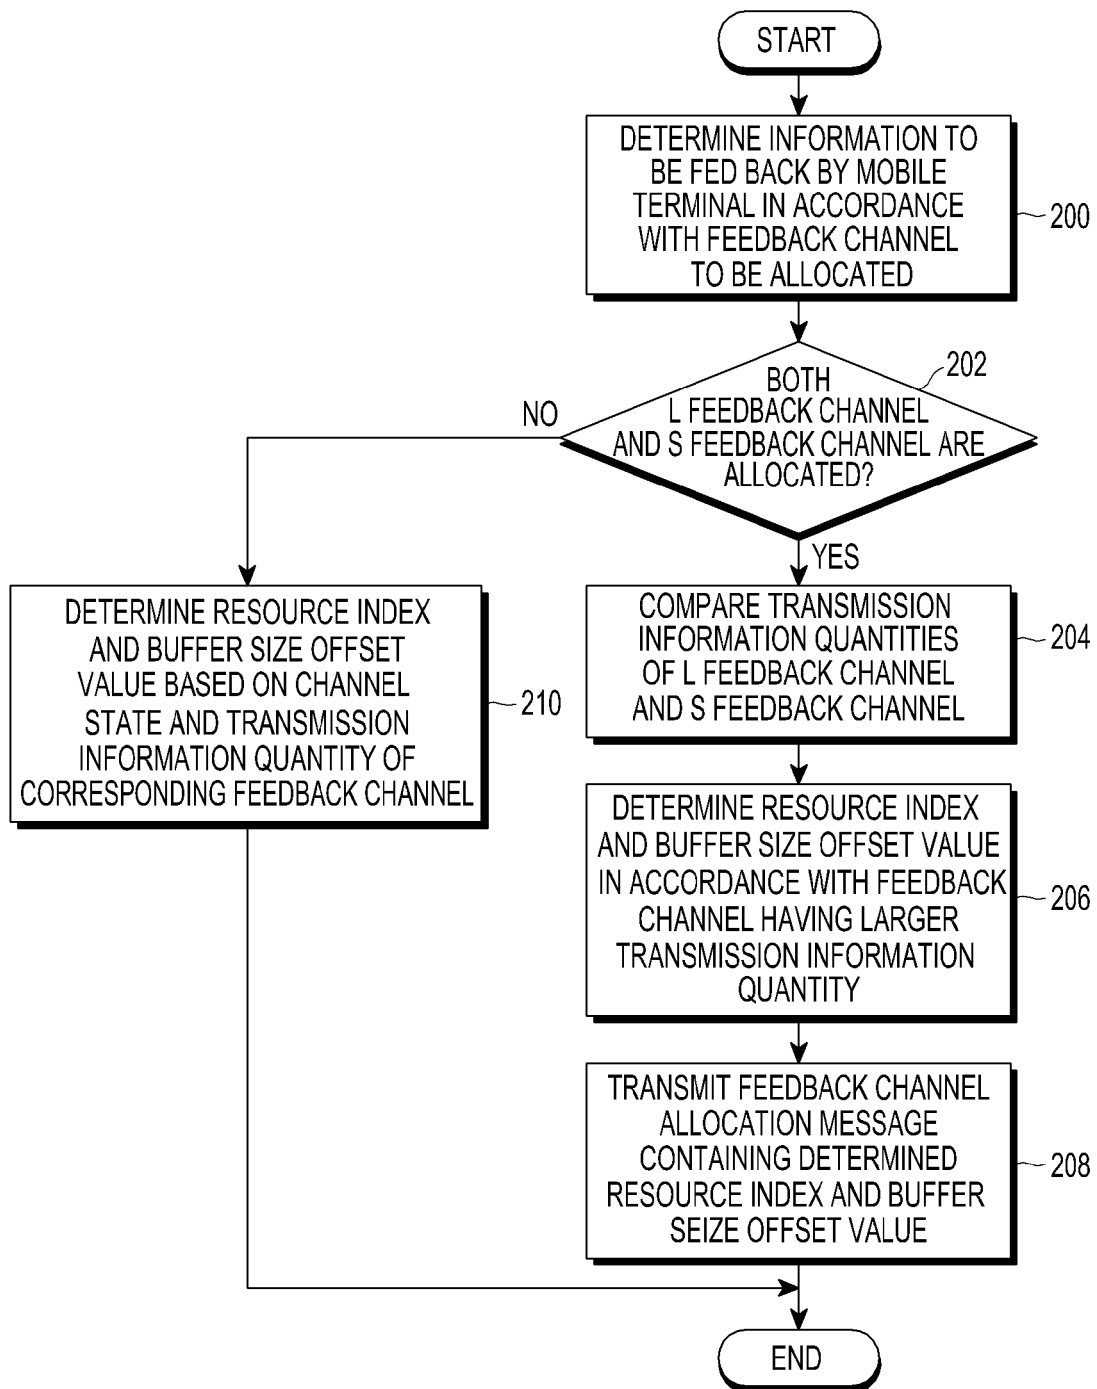 START
DETERMINE INFORMATION TO
BE FED BACK BY MOBILE
TERMINAL IN ACCORDANCE
WITH FEEDBACK CHANNEL
TO BE ALLOCATED
200
BOTH
L FEEDBACK CHANNEL
AND S FEEDBACK CHANNEL ARE
ALLOCATED?
202
NO
YES
COMPARE TRANSMISSION
INFORMATION QUANTITIES
OF L FEEDBACK CHANNEL
AND S FEEDBACK CHANNEL
204
DETERMINE RESOURCE INDEX
AND BUFFER SIZE OFFSET
VALUE BASED ON CHANNEL
STATE AND TRANSMISSION
INFORMATION QUANTITY OF
CORRESPONDING FEEDBACK CHANNEL
210
DETERMINE RESOURCE INDEX
AND BUFFER SIZE OFFSET VALUE
IN ACCORDANCE WITH FEEDBACK
CHANNEL HAVING LARGER
TRANSMISSION INFORMATION
QUANTITY
206
TRANSMIT FEEDBACK CHANNEL
ALLOCATION MESSAGE
CONTAINING DETERMINED
RESOURCE INDEX AND BUFFER
SEIZE OFFSET VALUE
208
END